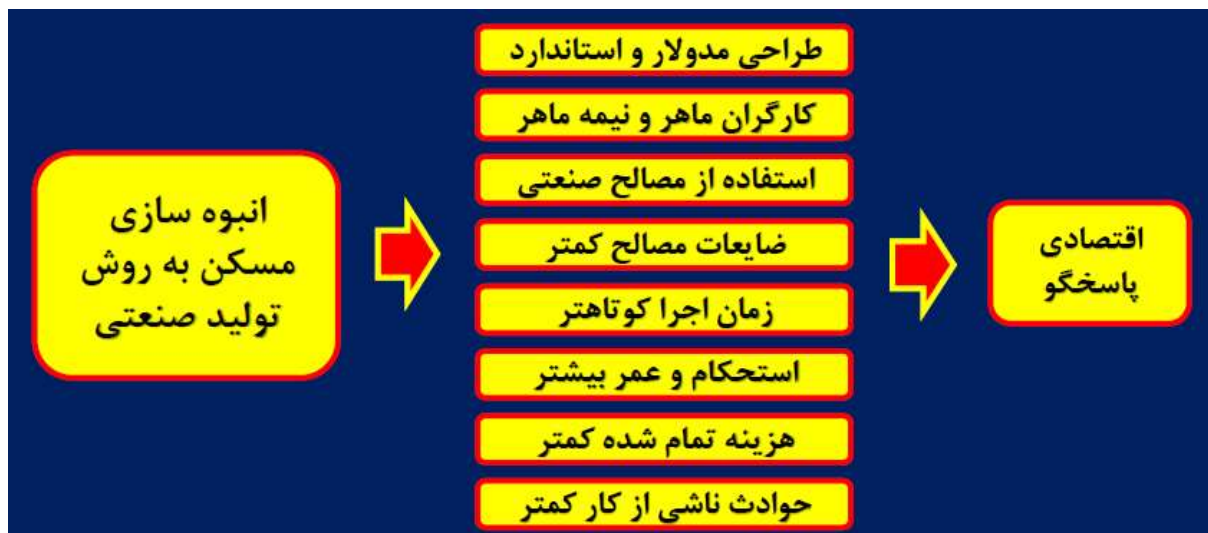 انبوه سازی
مسکن به روش
تولید صنعتی
طراحی مدولار و استاندارد
کارگران ماهر و نیمه ماهر
استفاده از مصالح صنعتی
ضایعات مصالح کمتر
زمان اجرا کوتاهتر
استحکام و عمر بیشتر
هزینه تمام شده کمتر
حوادث ناشی از کار کمتر
اقتصادی
پاسخگو